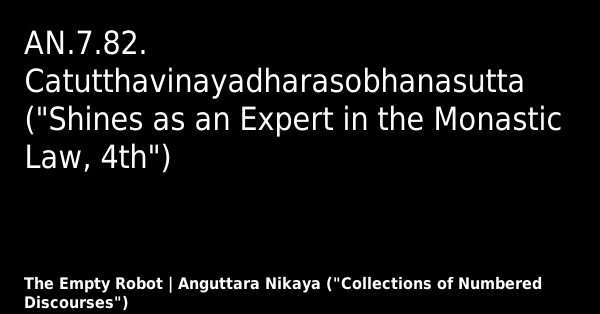 AN.7.82.
Catutthavinayadharasobhanasutta
("Shines as an Expert in the Monastic
Law, 4th")
The Empty Robot | Anguttara Nikaya ("Collections of Numbered
Discourses")